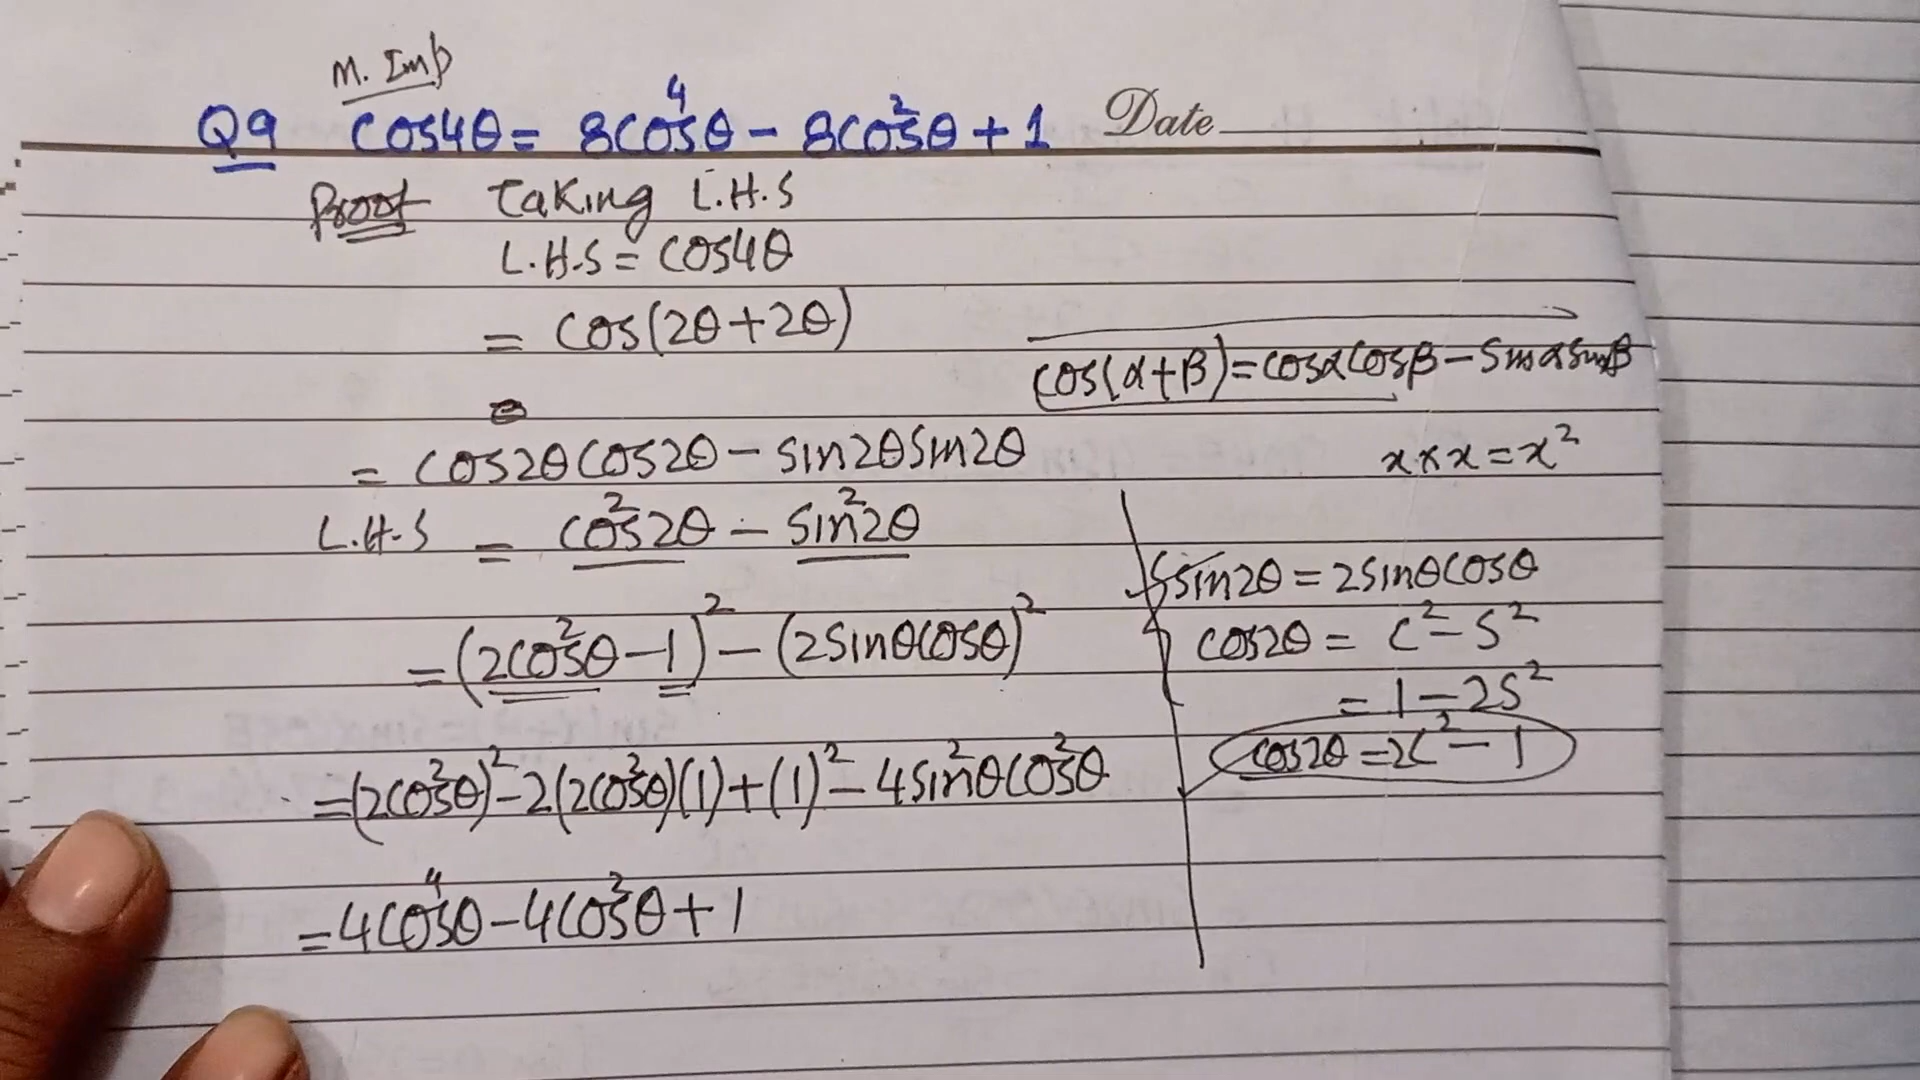 M. Imp
Q9 cos4θ = 8cos⁴θ - 8cos²θ + 1 Date
Proof Taking L.H.S
L.H.S = cos4θ
= cos(2θ+2θ)
cos(α+β)=cosαcosβ-sinαsinβ
= cos2θcos2θ - sin2θsin2θ
x*x=x²
L.H.S = cos²2θ - sin²2θ
sin2θ = 2sinθcosθ
= (2cos²θ-1)² - (2sinθcosθ)²
cos2θ = c²-s²
= 1-2s²
cos2θ = 2c²-1
= (2cos²θ)² - 2(2cos²θ)(1) + (1)² - 4sin²θcos²θ
= 4cos⁴θ - 4cos²θ + 1